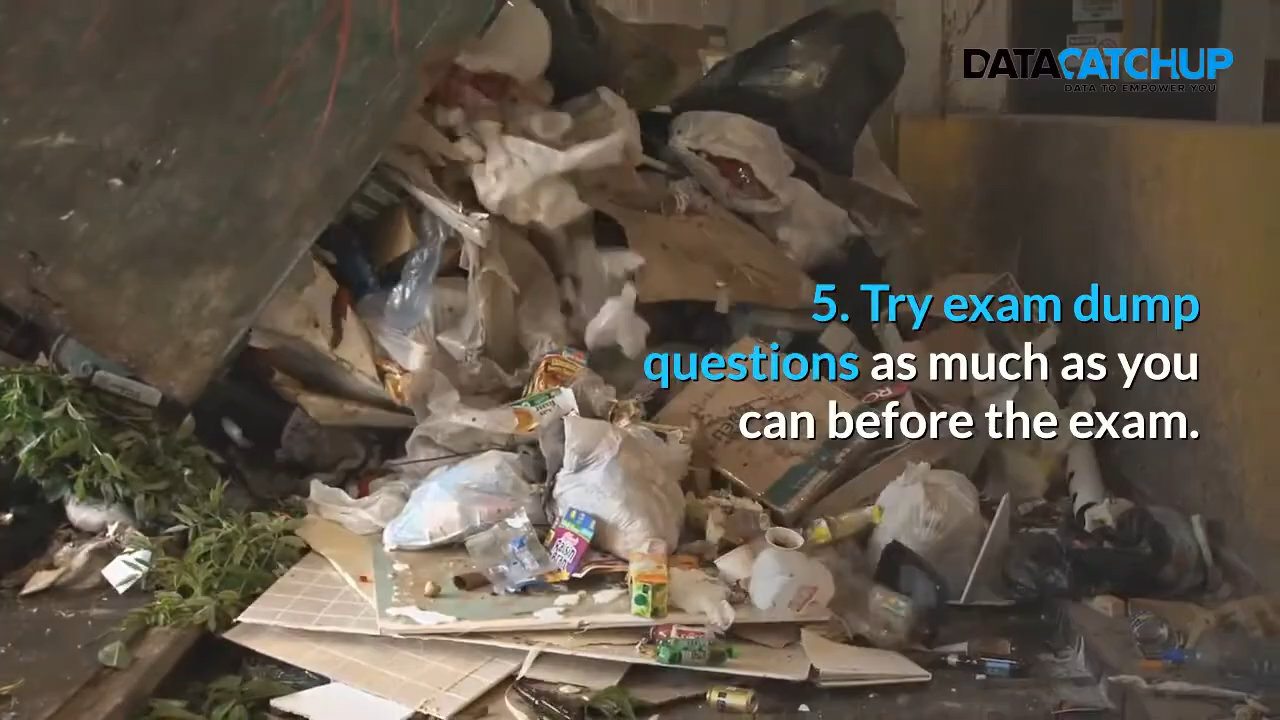 DATACATCHUP
DATA TO EMPOWER YOU
5. Try exam dump
questions as much as you
can before the exam.